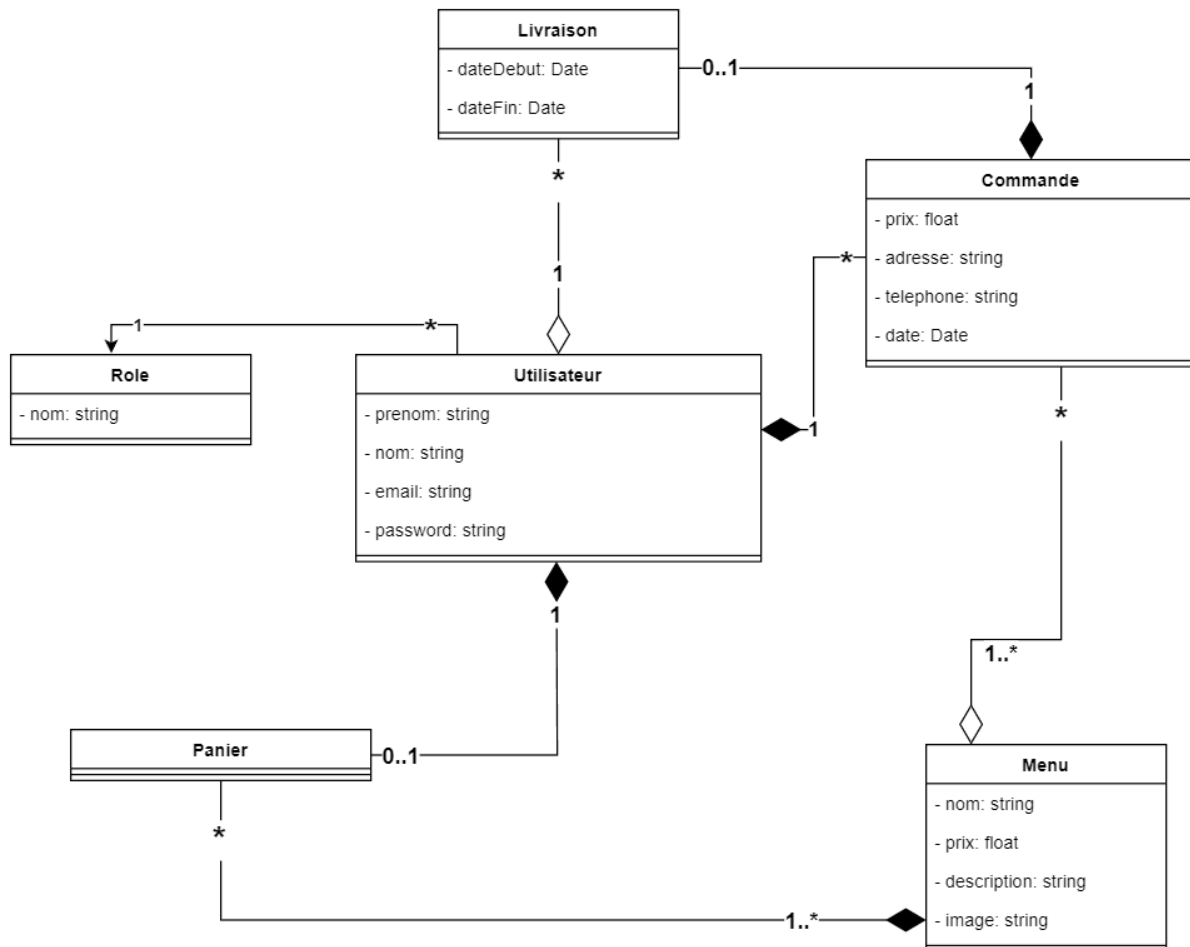 Livraison
- dateDebut: Date
- dateFin: Date
0..1
1
*
Commande
- prix: float
- adresse: string
- telephone: string
- date: Date
*
1
1
*
Role
- nom: string
Utilisateur
- prenom: string
- nom: string
- email: string
- password: string
1
*
1
1..*
Panier
0..1
Menu
- nom: string
- prix: float
- description: string
- image: string
*
1..*